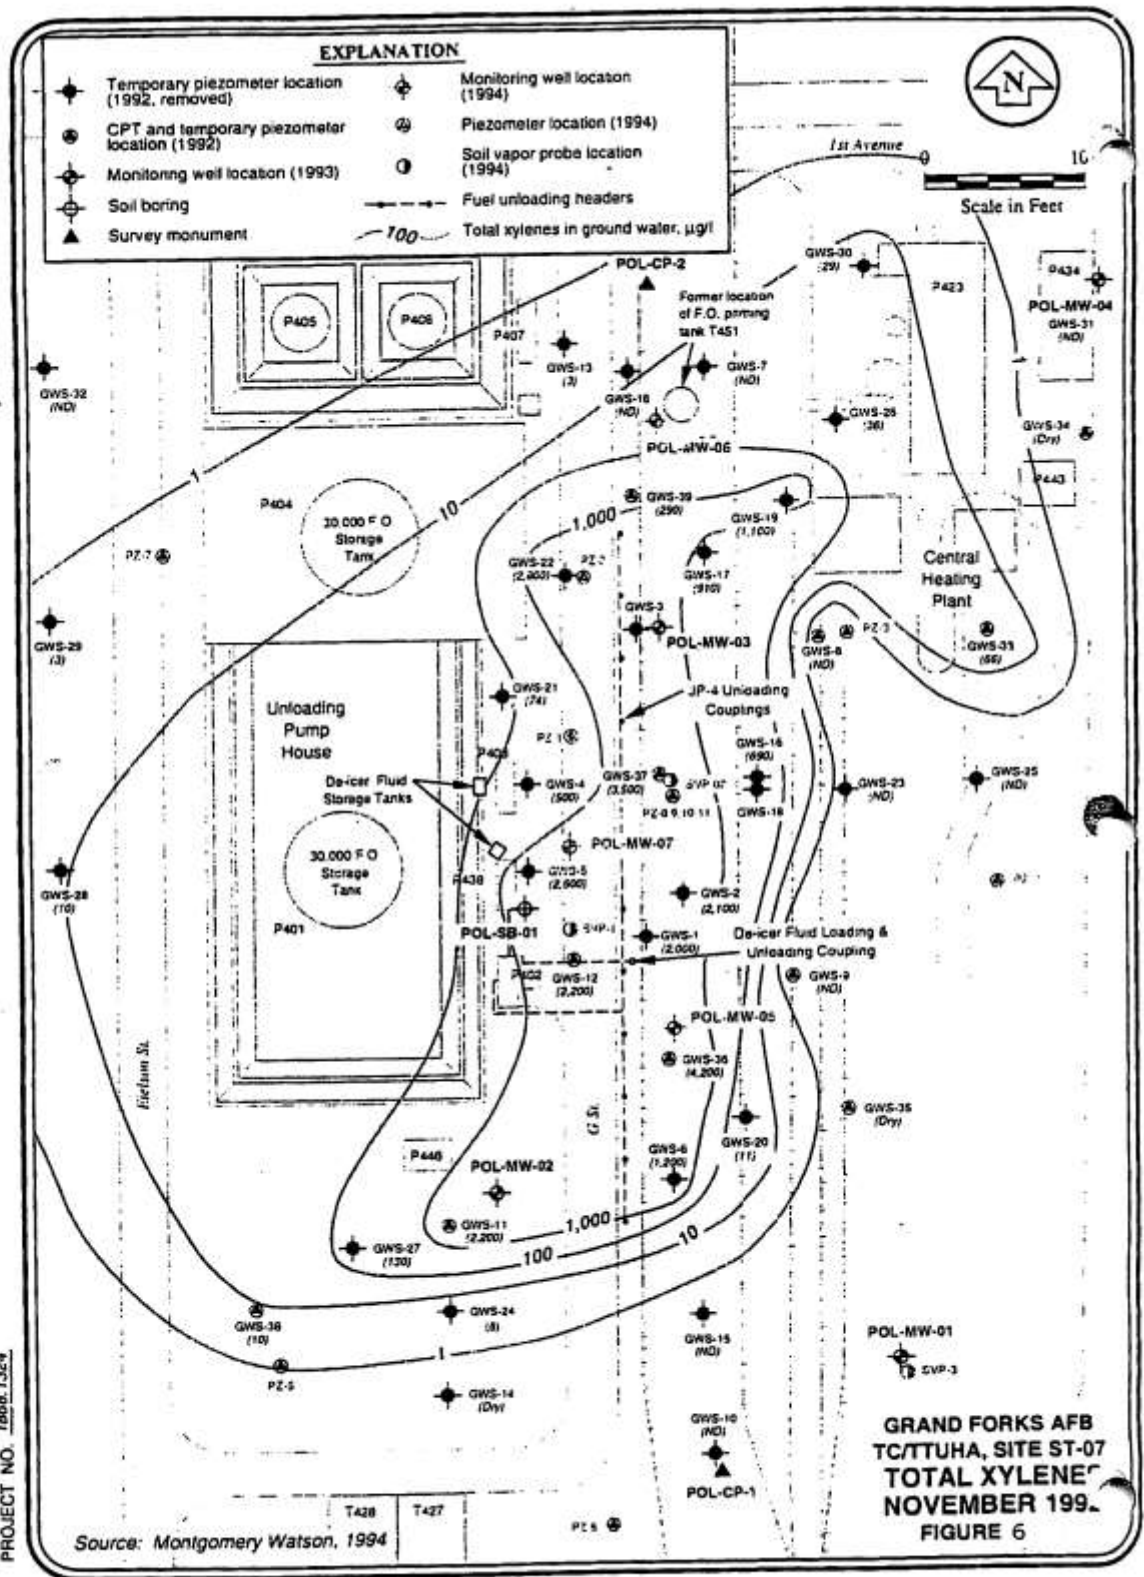 EXPLANATION
Temporary piezometer location
(1992, removed)
CPT and temporary piezometer
location (1992)
Monitoring well location (1993)
Soil boring
Survey monument
Monitoring well location
(1994)
Piezometer location (1994)
Soil vapor probe location
(1994)
Fuel unloading headers
100
Total xylenes in ground water, µg/l
N
1st Avenue
0
10
Scale in Feet
POL-CP-2
GWS-30
(29)
P434
P423
POL-MW-04
GWS-31
(ND)
Former location
of F.O. priming
tank T451
P405
P406
P407
GWS-13
(3)
GWS-7
(ND)
GWS-32
(ND)
GWS-18
(ND)
GWS-26
(36)
GWS-34
(Dry)
POL-MW-06
P443
1
1
P404
10
30,000 F O
Storage
Tank
GWS-39
(290)
1,000
GWS-19
(1,100)
PZ-7
GWS-22
GWS-17
(910)
Central
Heating
Plant
GWS-29
(3)
GWS-3
POL-MW-03
GWS-8
(ND)
PZ-3
(66)
GWS-21
(74)
JP-4 Unloading
Couplings
Unloading
Pump
House
PZ-1
GWS-16
(690)
De-icer Fluid
Storage Tanks
GWS-4
(500)
GWS-37
(3,500)
GWS-18
GWS-23
(ND)
GWS-25
(ND)
POL-MW-07
30,000 F O
Storage
Tank
GWS-28
(10)
P438
GWS-5
(2,600)
GWS-2
(2,100)
P401
POL-SB-01
SVP-1
GWS-1
(2,000)
De-icer Fluid Loading &
Unloading Coupling
P402
GWS-12
(2,200)
GWS-9
(ND)
POL-MW-05
GWS-36
(4,200)
Eielson St.
G St.
GWS-35
(Dry)
GWS-20
(11)
P446
POL-MW-02
GWS-6
(1,200)
GWS-11
(2,200)
1,000
GWS-27
(130)
100
10
GWS-38
(10)
GWS-24
(8)
GWS-15
(ND)
1
POL-MW-01
SVP-3
PZ-5
GWS-14
(Dry)
GWS-10
(ND)
POL-CP-1
GRAND FORKS AFB
TC/TTUHA, SITE ST-07
TOTAL XYLENES
NOVEMBER
FIGURE 6
T428
T427
PZ 6
Source: Montgomery Watson, 1994
PROJECT NO.